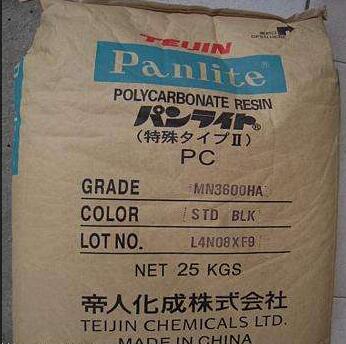 TEIJIN
Panlite®
POLYCARBONATE RESIN
パンライト®
(特殊タイプII)
PC
GRADE MN3600HA
COLOR STD BLK
LOT NO. L4N08XF9
NET 25 KGS
帝人化成株式会社
TEIJIN CHEMICALS LTD.
MADE IN CHINA